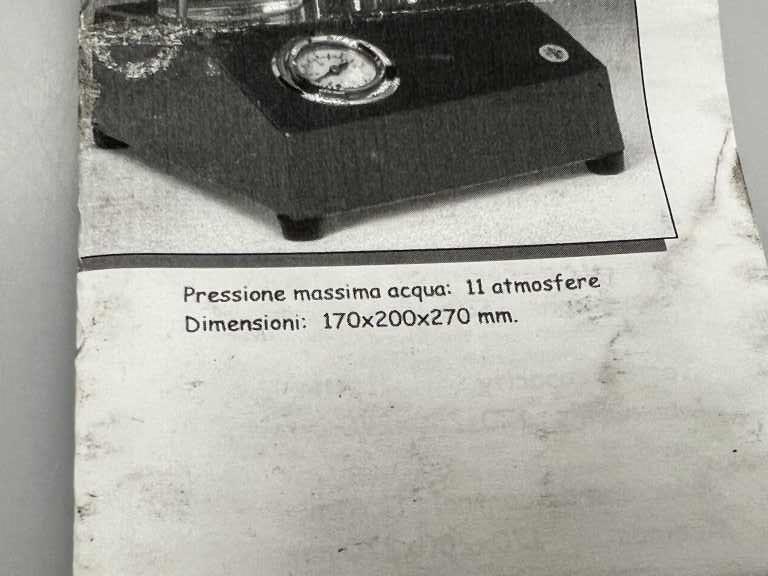 Pressione massima acqua: 11 atmosfere
Dimensioni: 170x200x270 mm.